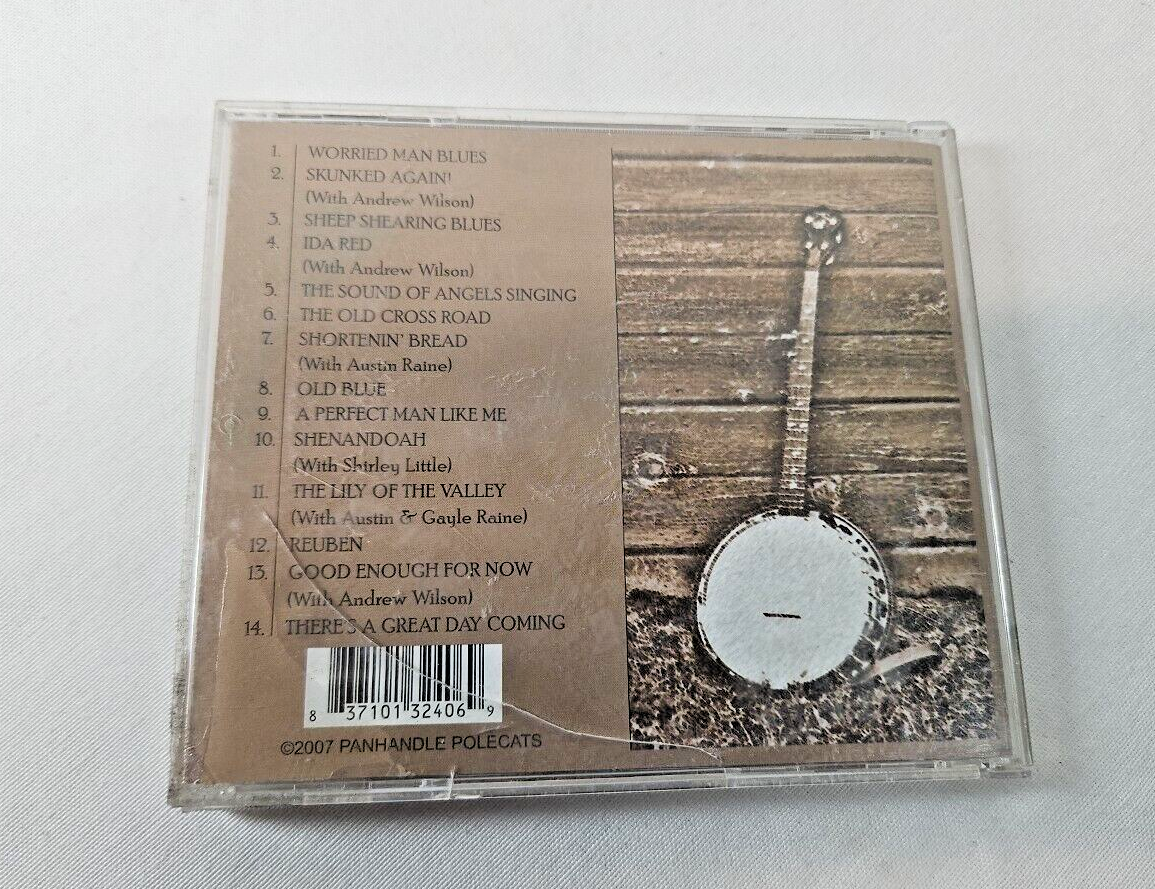 1. WORRIED MAN BLUES
2. SKUNKED AGAIN!
(With Andrew Wilson)
3. SHEEP SHEARING BLUES
4. IDA RED
(With Andrew Wilson)
5. THE SOUND OF ANGELS SINGING
6. THE OLD CROSS ROAD
7. SHORTENIN' BREAD
(With Austin Raine)
8. OLD BLUE
9. A PERFECT MAN LIKE ME
10. SHENANDOAH
(With Shirley Little)
11. THE LILY OF THE VALLEY
(With Austin & Gayle Raine)
12. REUBEN
13. GOOD ENOUGH FOR NOW
(With Andrew Wilson)
14. THERE'S A GREAT DAY COMING
8 37101 32406 9
©2007 PANHANDLE POLECATS